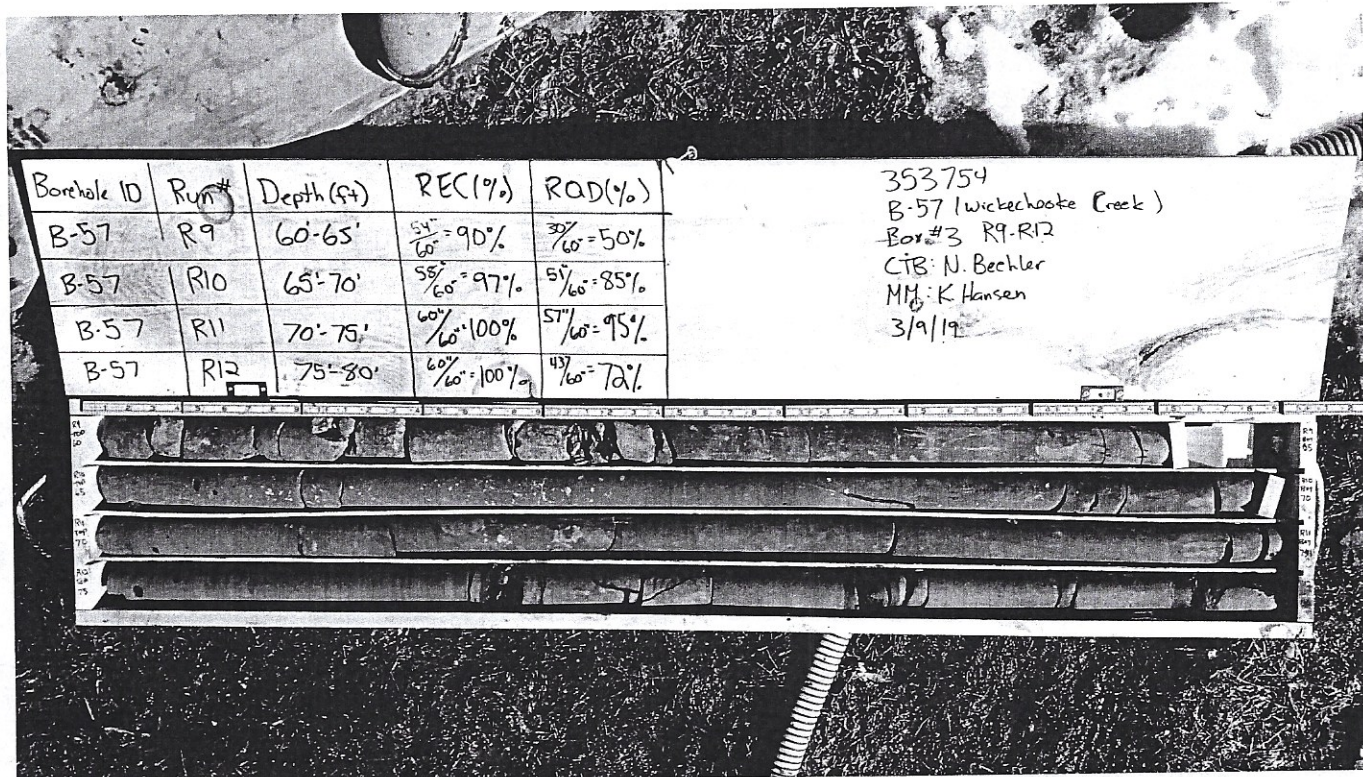 Borehole ID Run# Depth(ft) REC(%) RQD(%)
B-57 R9 60'-65' 54"/60" = 90% 30"/60" = 50%
B-57 R10 65'-70' 58"/60" = 97% 51"/60" = 85%
B-57 R11 70'-75' 60"/60" = 100% 57"/60" = 95%
B-57 R12 75'-80' 60"/60" = 100% 43"/60" = 72%
353754
B-57 (Wickechaoke Creek)
Box #3 R9-R12
CTB: N. Bechler
MM: K Hansen
3/9/19